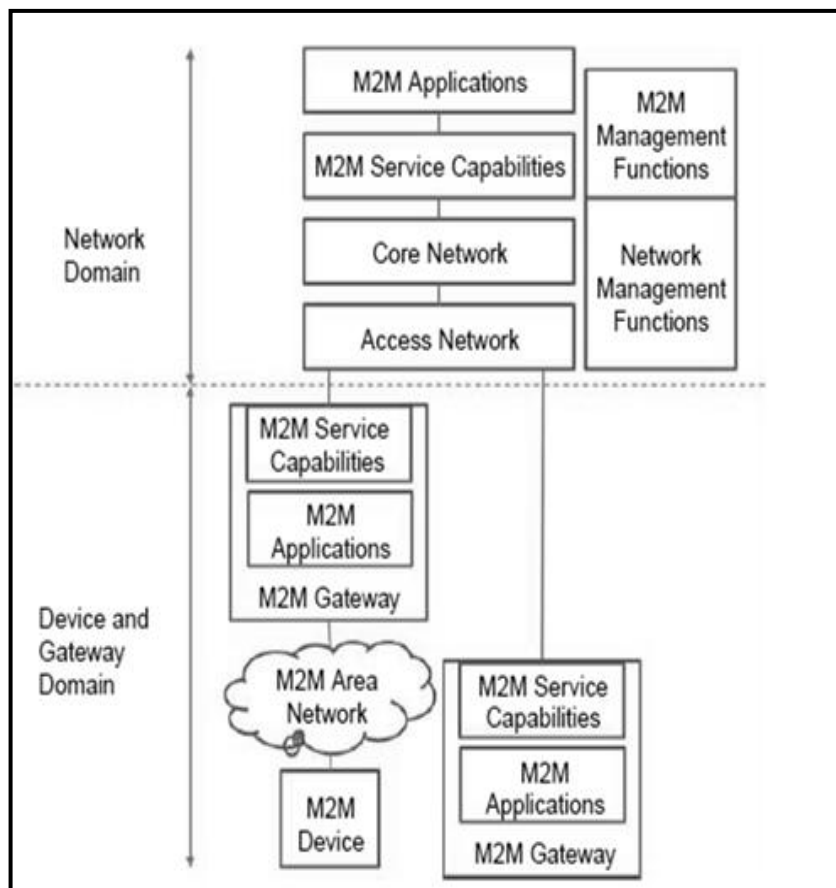 M2M Applications
M2M Service Capabilities
Core Network
Access Network
M2M
Management
Functions
Network
Management
Functions
Network
Domain
M2M Service
Capabilities
M2M
Applications
M2M Gateway
Device and
Gateway
Domain
M2M Area
Network
M2M
Device
M2M Service
Capabilities
M2M
Applications
M2M Gateway